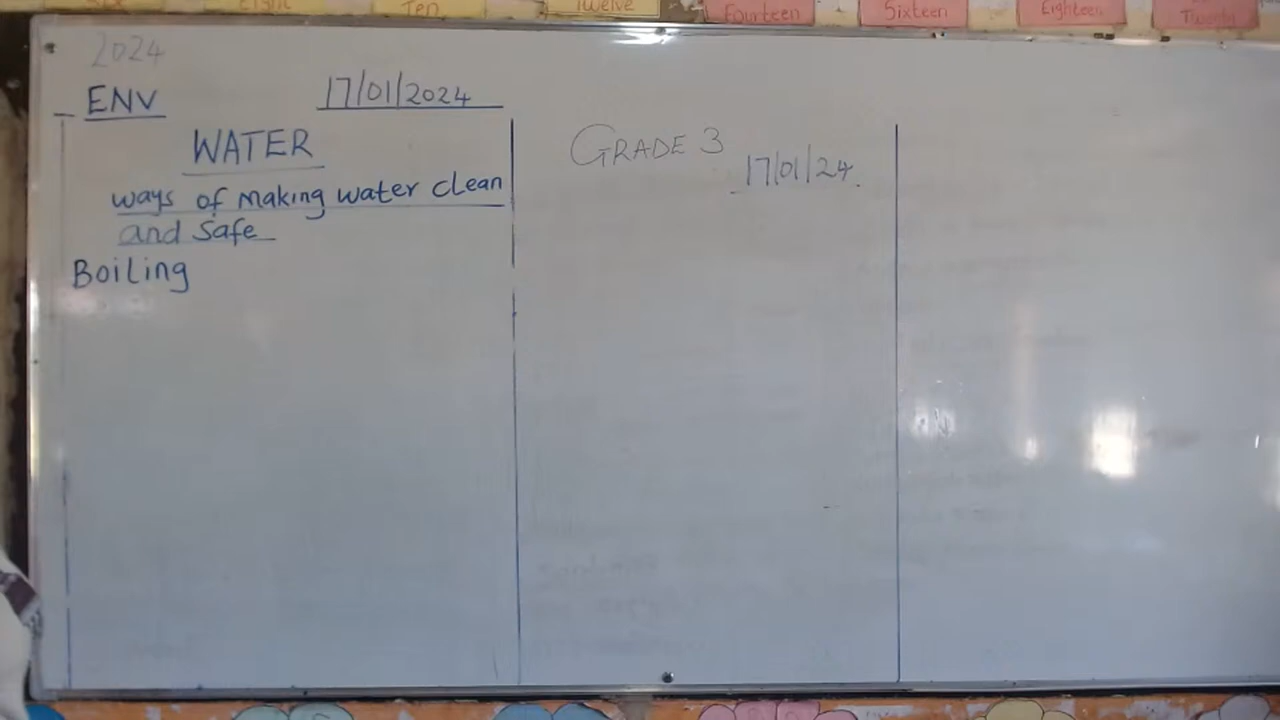 Six
Eight
Ten
Twelve
Fourteen
Sixteen
Eighteen
Twenty
2024
ENV 17/01/2024
WATER
ways of making water clean
and Safe
Boiling
GRADE 3
17/01/24